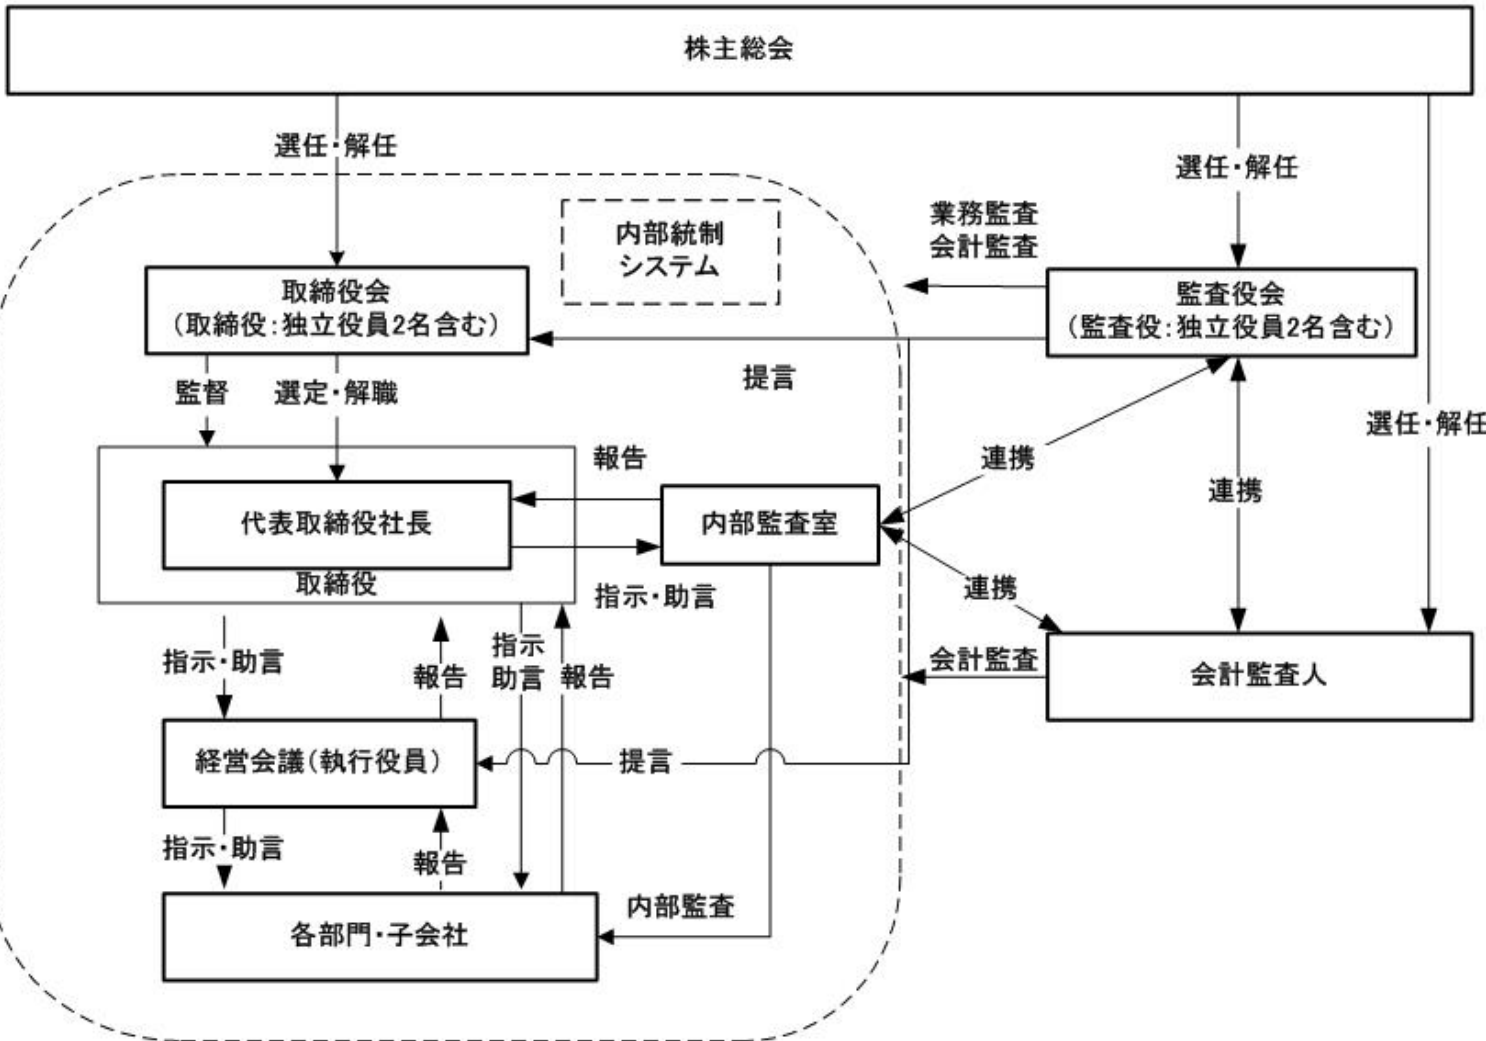 株主総会
選任・解任
選任・解任
業務監査
会計監査
内部統制
システム
取締役会
(取締役:独立役員2名含む)
監査役会
(監査役:独立役員2名含む)
提言
監督
選定・解職
選任・解任
報告
連携
連携
代表取締役社長
内部監査室
取締役
指示・助言
連携
指示・助言
報告
指示
助言
報告
会計監査
会計監査人
経営会議(執行役員)
提言
指示・助言
報告
内部監査
各部門・子会社